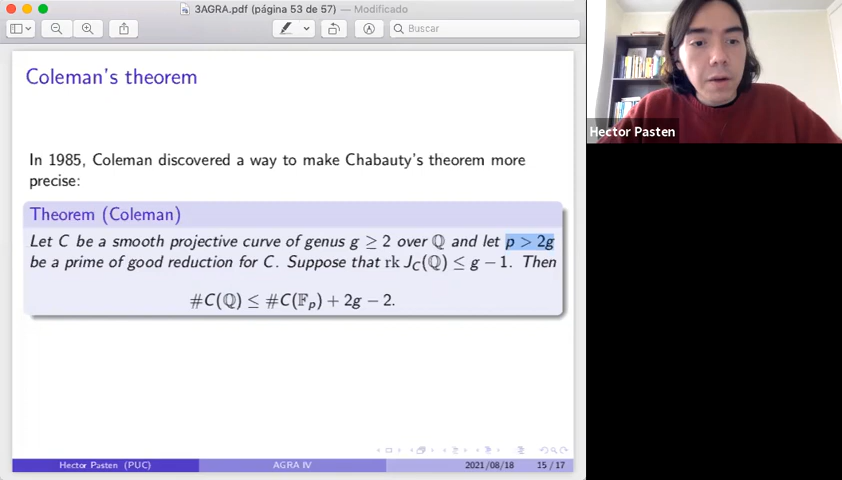 3AGRA.pdf (página 53 de 57) — Modificado
Buscar
Coleman's theorem
In 1985, Coleman discovered a way to make Chabauty's theorem more
precise:
Theorem (Coleman)
Let C be a smooth projective curve of genus g ≥ 2 over ℚ and let p > 2g
be a prime of good reduction for C. Suppose that rk J_C(ℚ) ≤ g − 1. Then
#C(ℚ) ≤ #C(𝔽_p) + 2g − 2.
Hector Pasten (PUC) AGRA IV 2021/08/18 15 / 17
Hector Pasten